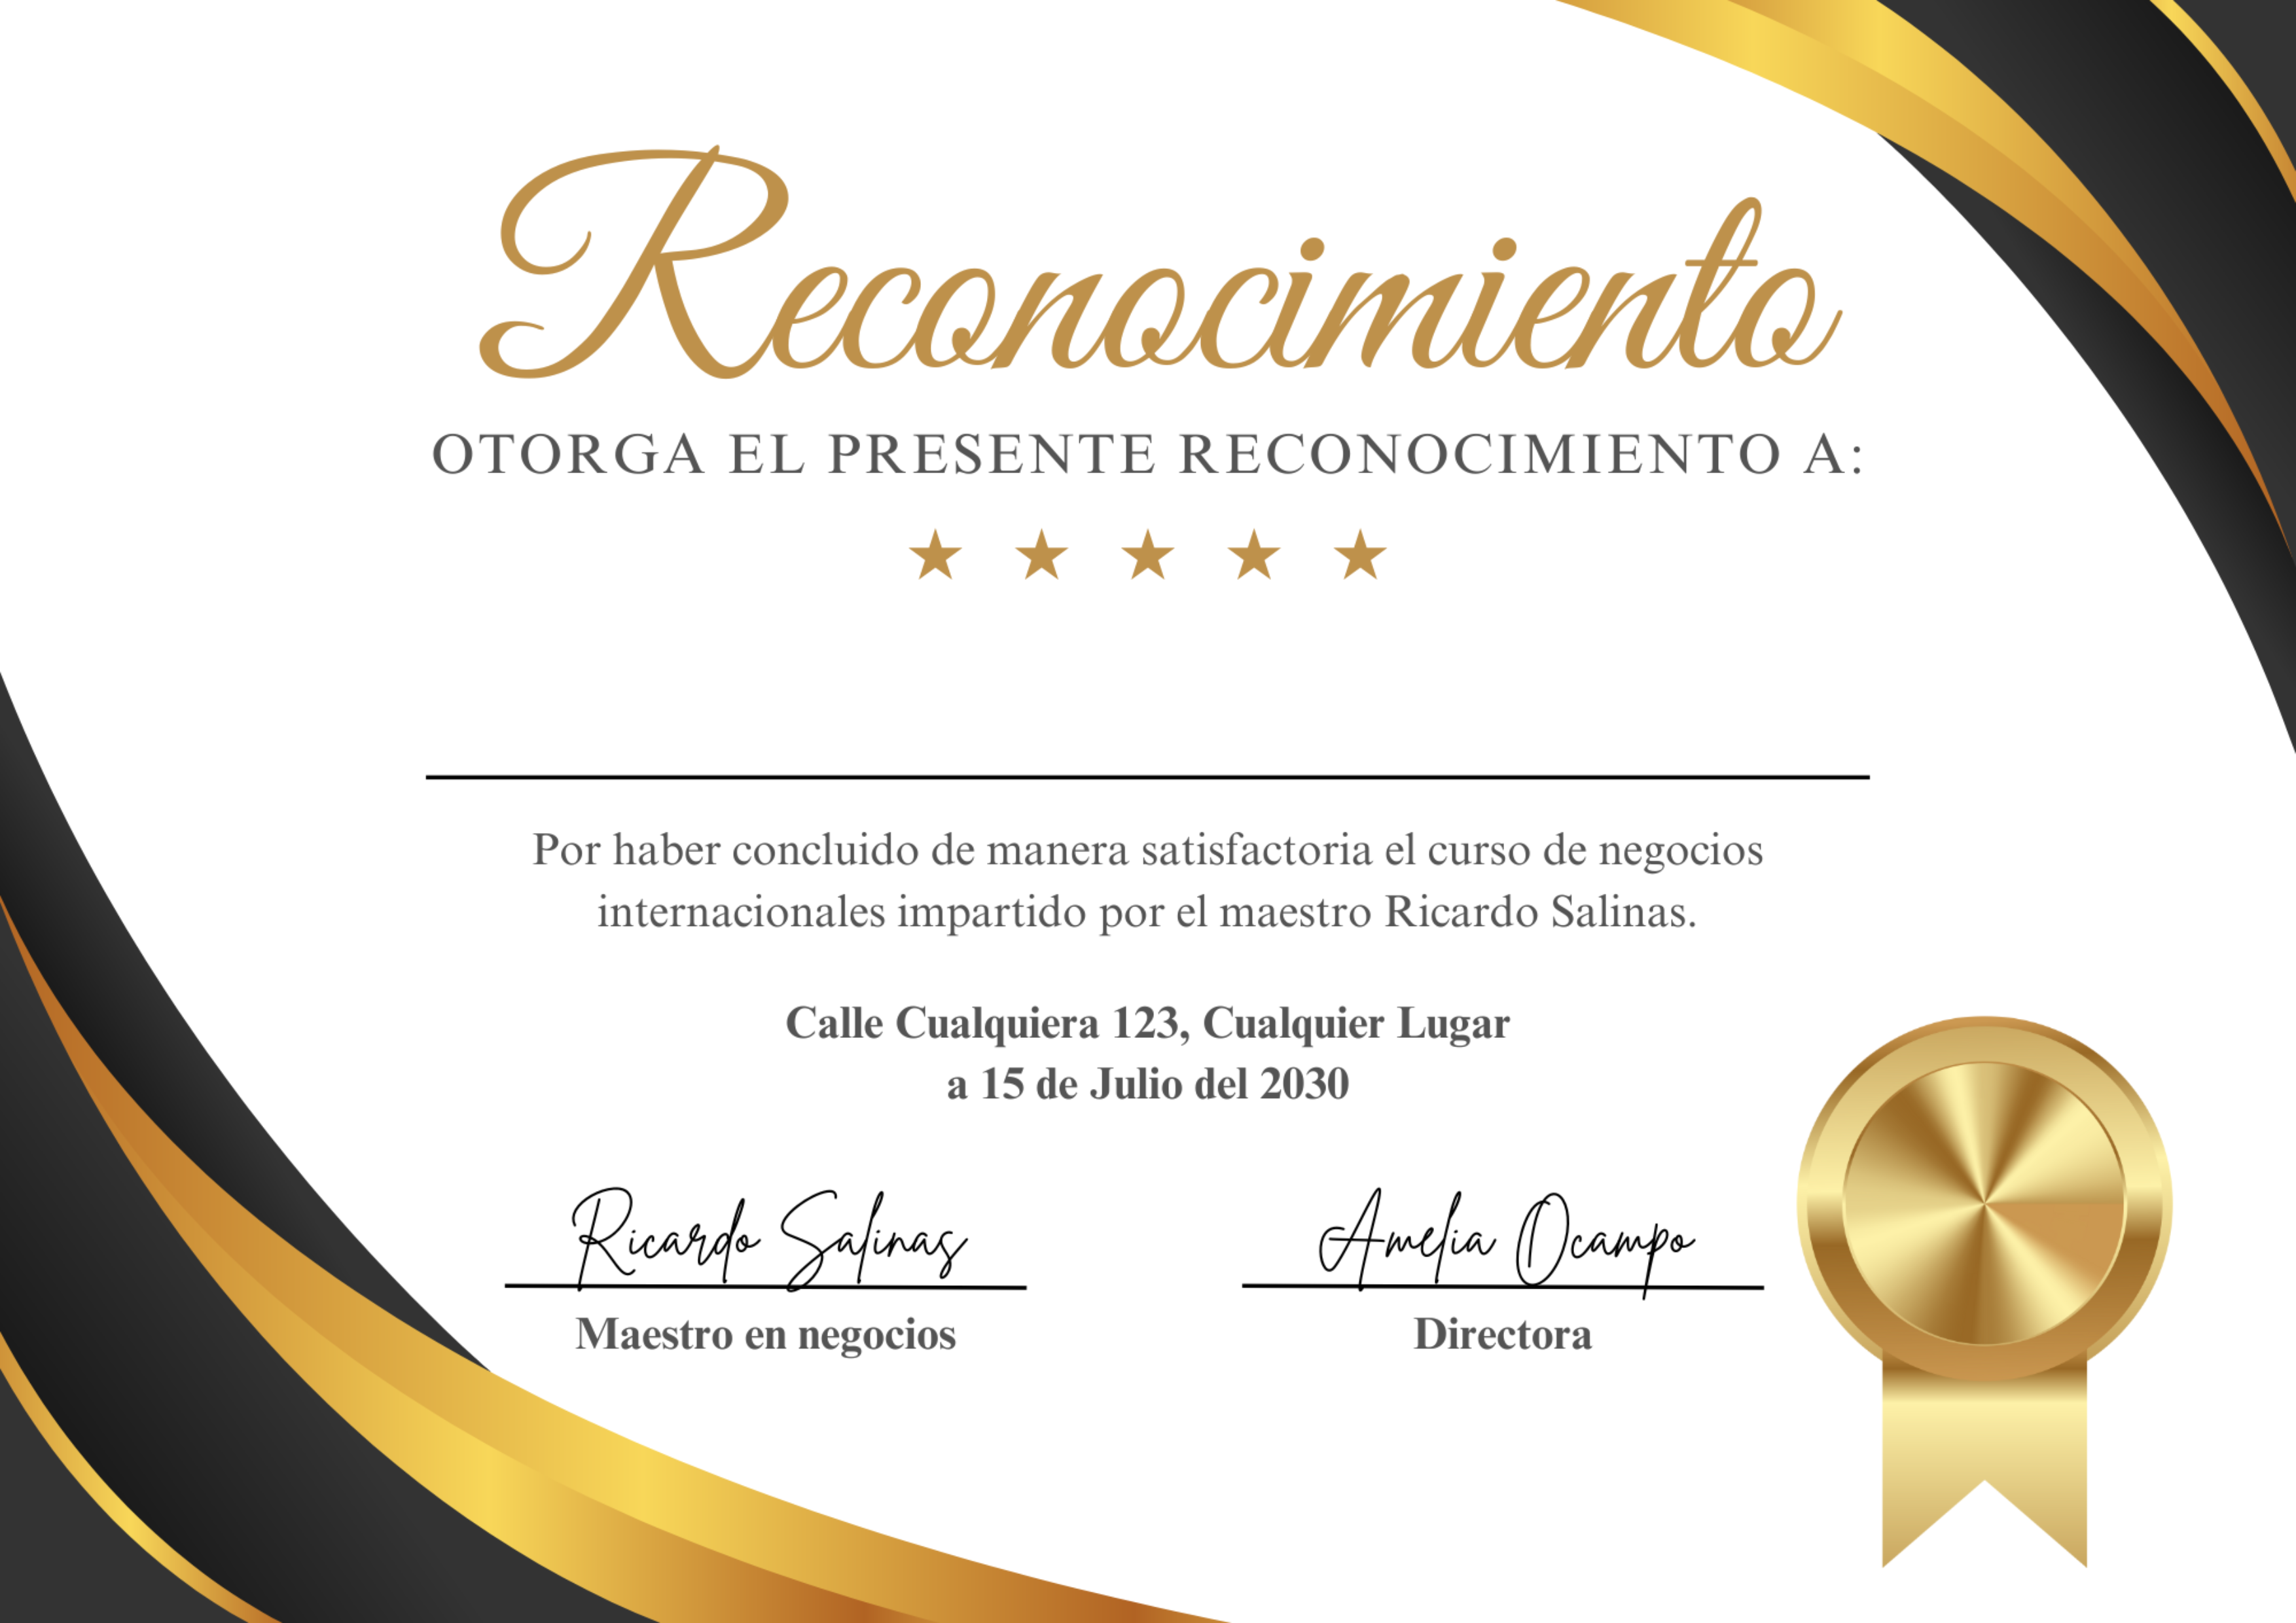 Reconocimiento
OTORGA EL PRESENTE RECONOCIMIENTO A:
Por haber concluido de manera satisfactoria el curso de negocios
internacionales impartido por el maestro Ricardo Salinas.
Calle Cualquiera 123, Cualquier Lugar
a 15 de Julio del 2030
Ricardo Salinas
Amelia Ocampo
Maestro en negocios
Directora